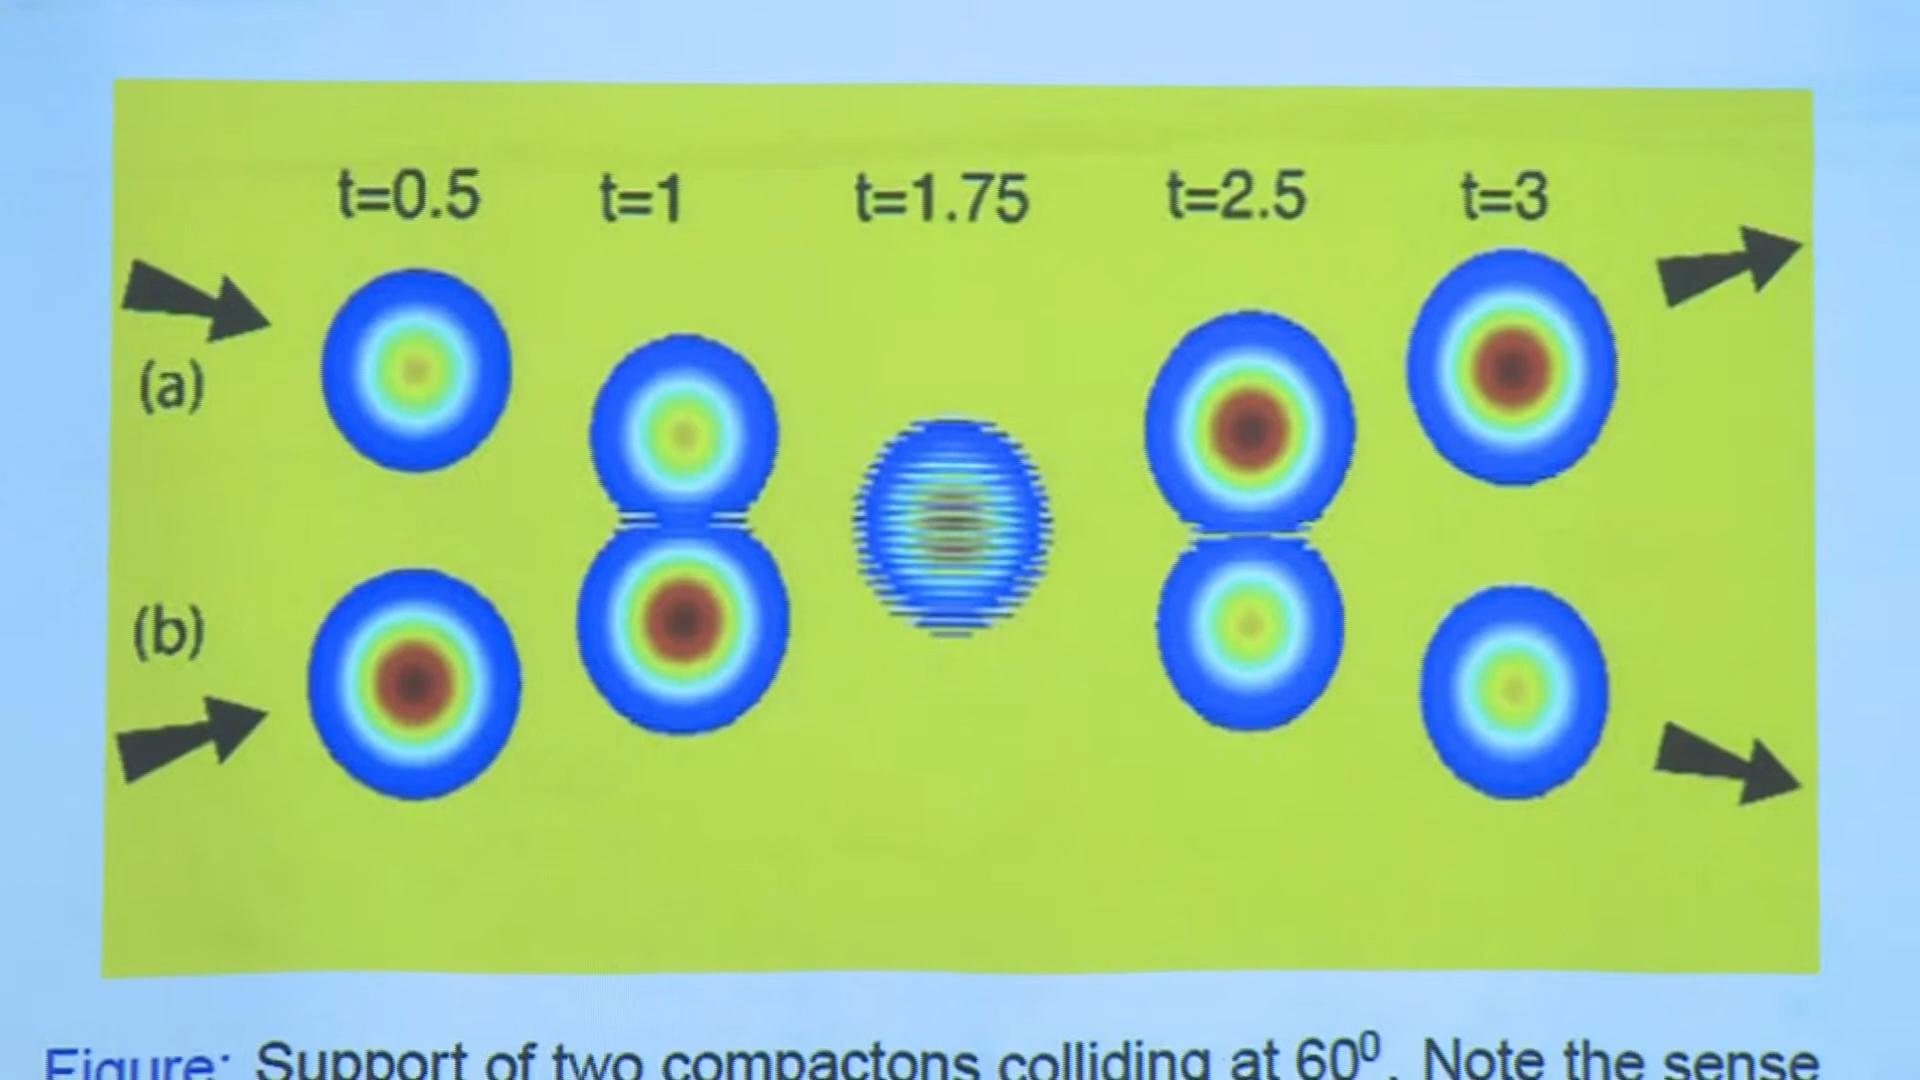 t=0.5 t=1 t=1.75 t=2.5 t=3
(a)
(b)
Figure: Support of two compactons colliding at 60⁰. Note the sense